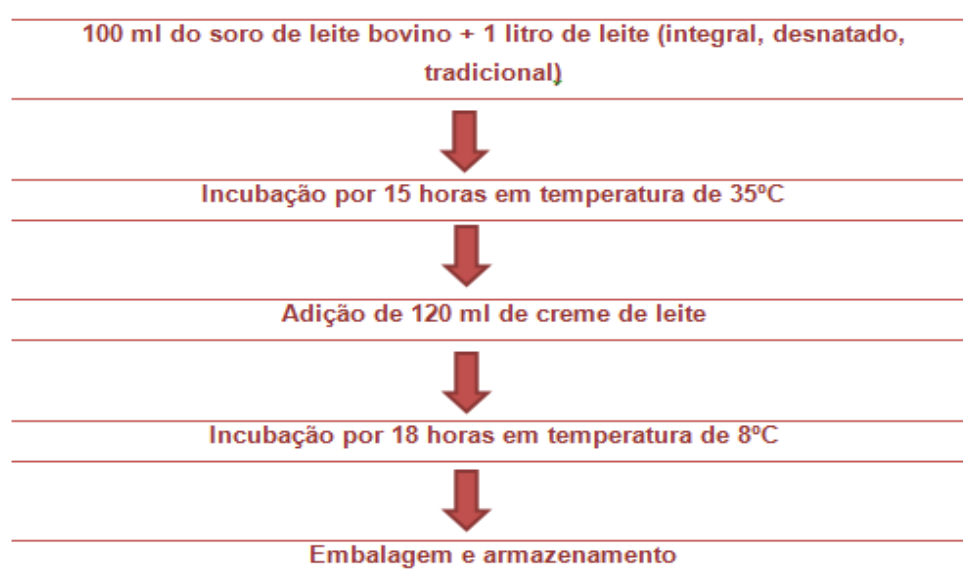 100 ml do soro de leite bovino + 1 litro de leite (integral, desnatado,
tradicional)
Incubação por 15 horas em temperatura de 35ºC
Adição de 120 ml de creme de leite
Incubação por 18 horas em temperatura de 8ºC
Embalagem e armazenamento